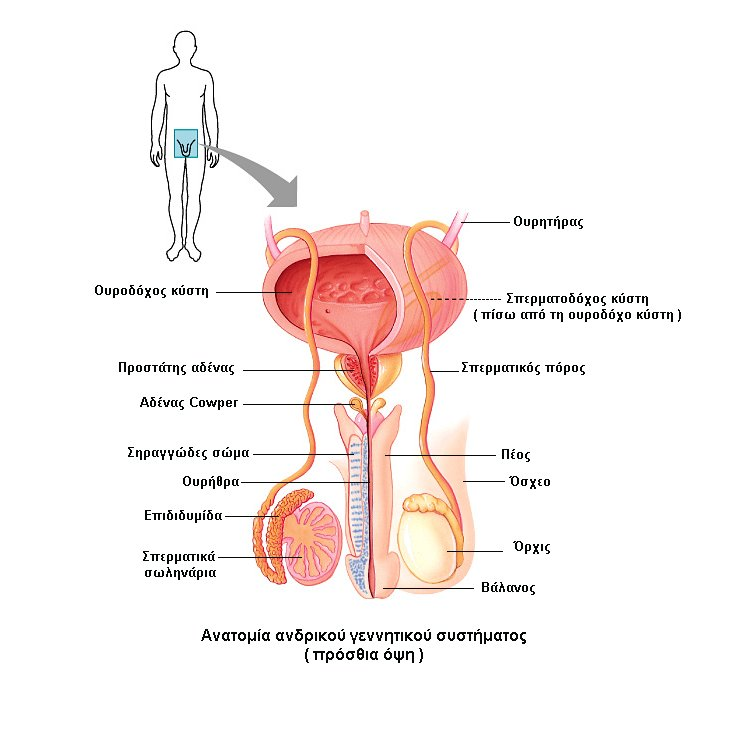 Ουρητήρας
Ουροδόχος κύστη
Σπερματοδόχος κύστη
( πίσω από τη ουροδόχο κύστη )
Προστάτης αδένας
Σπερματικός πόρος
Αδένας Cowper
Σηραγγώδες σώμα
Πέος
Ουρήθρα
Όσχεο
Επιδιδυμίδα
Όρχις
Σπερματικά
σωληνάρια
Βάλανος
Ανατομία ανδρικού γεννητικού συστήματος
( πρόσθια όψη )